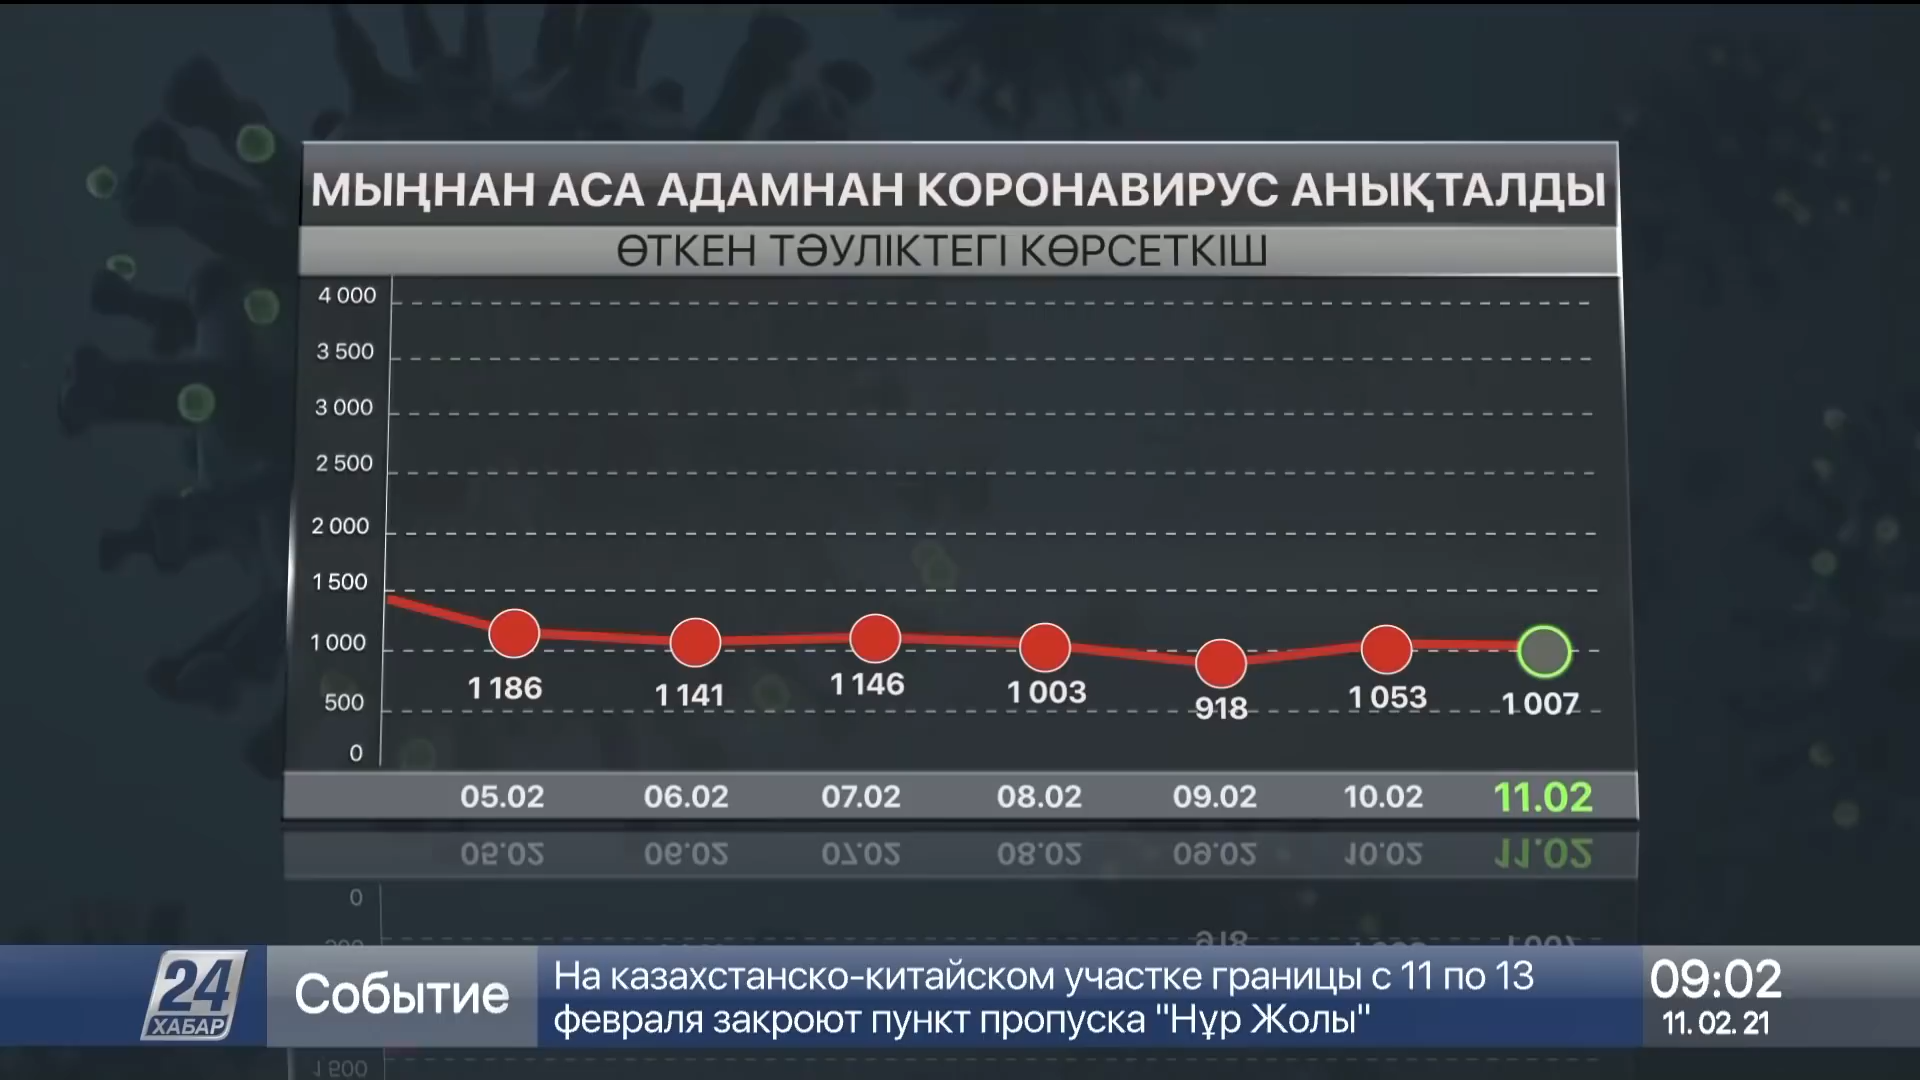 МЫҢНАН АСА АДАМНАН КОРОНАВИРУС АНЫҚТАЛДЫ
ӨТКЕН ТӘУЛІКТЕГІ КӨРСЕТКІШ
4 000
3 500
3 000
2 500
2 000
1 500
1 000
500
0
1 186
1 141
1 146
1 003
918
1 053
1 007
05.02 06.02 07.02 08.02 09.02 10.02 11.02
24
ХАБАР
Событие
На казахстанско-китайском участке границы с 11 по 13
февраля закроют пункт пропуска "Нұр Жолы"
09:02
11. 02. 21